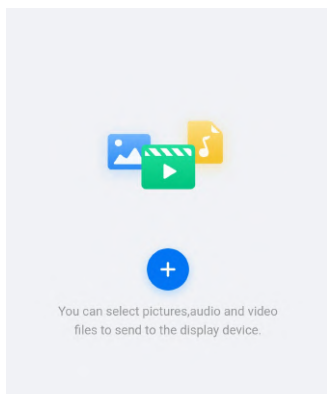 You can select pictures,audio and video
files to send to the display device.